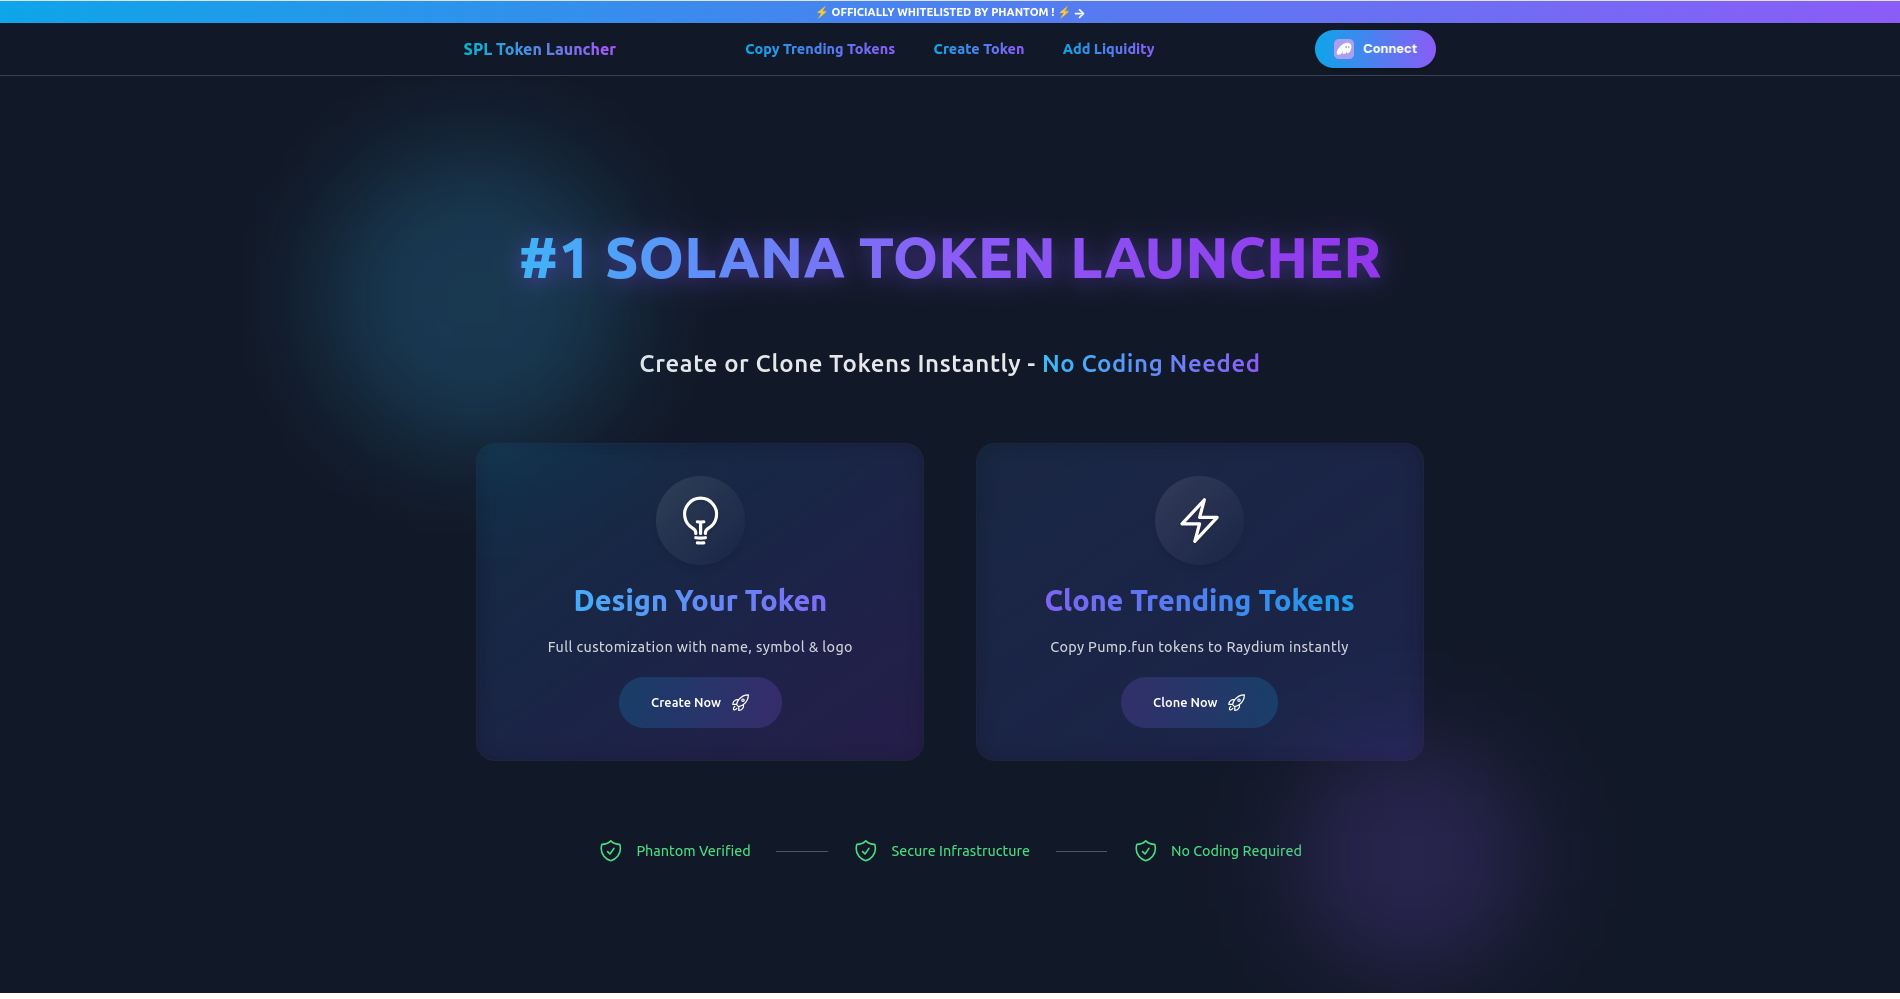 ⚡ OFFICIALLY WHITELISTED BY PHANTOM ! ⚡ →
SPL Token Launcher
Copy Trending Tokens
Create Token
Add Liquidity
Connect
#1 SOLANA TOKEN LAUNCHER
Create or Clone Tokens Instantly - No Coding Needed
Design Your Token
Full customization with name, symbol & logo
Create Now
Clone Trending Tokens
Copy Pump.fun tokens to Raydium instantly
Clone Now
Phantom Verified
Secure Infrastructure
No Coding Required